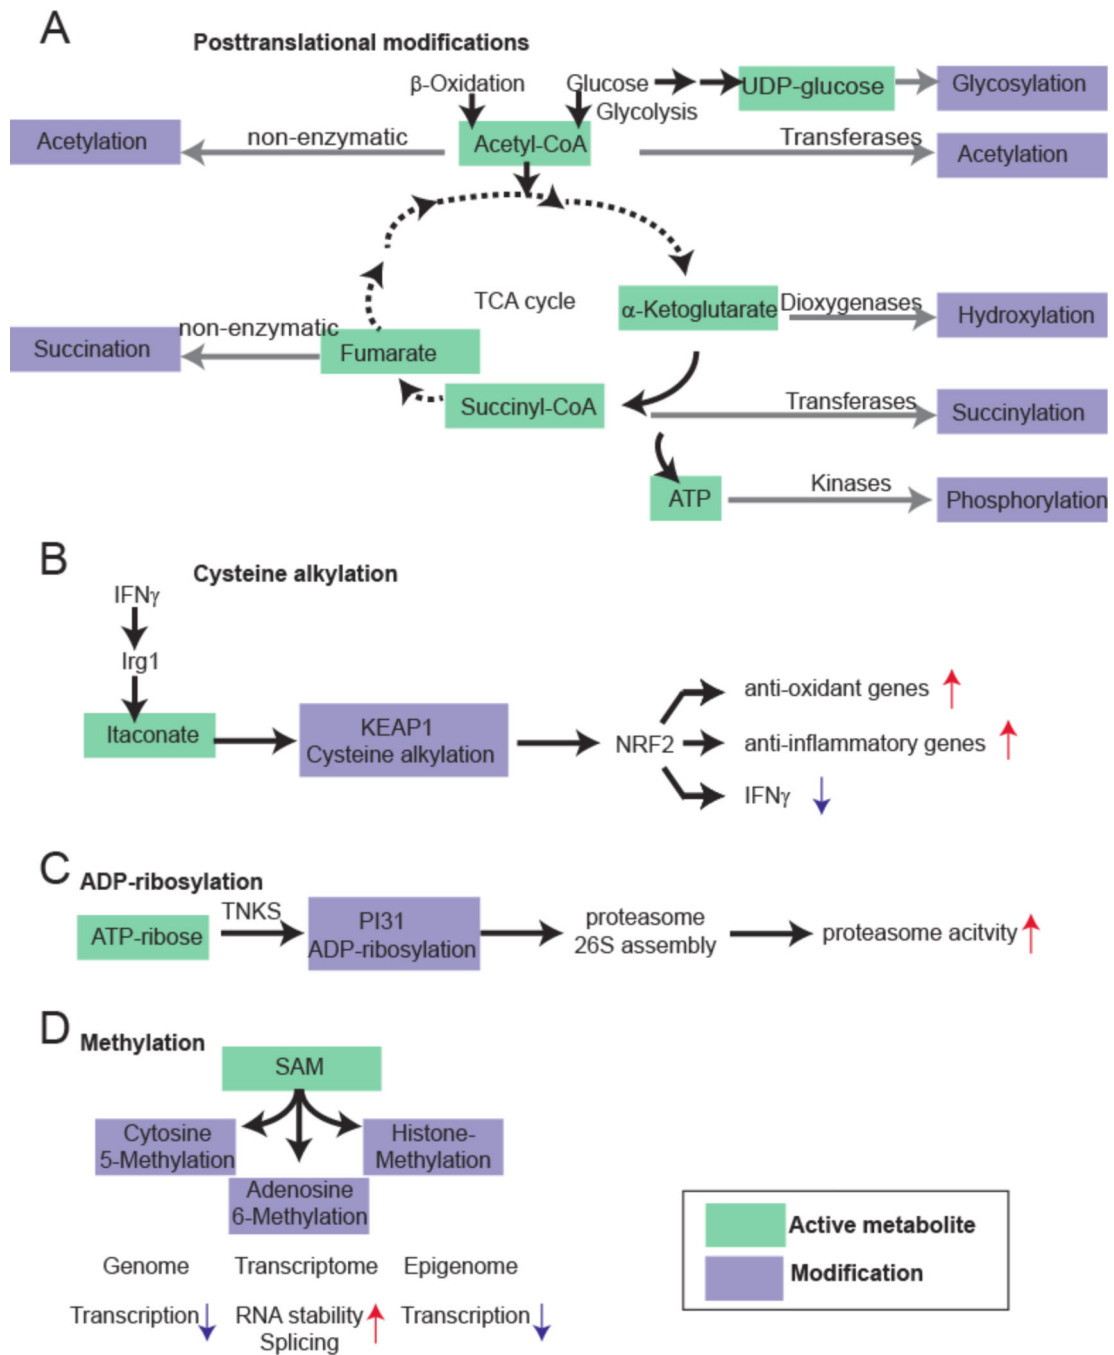 A
Posttranslational modifications
β-Oxidation
Glucose
UDP-glucose
Glycosylation
Glycolysis
Acetylation
non-enzymatic
Acetyl-CoA
Transferases
Acetylation
TCA cycle
α-Ketoglutarate
Dioxygenases
Hydroxylation
Succination
non-enzymatic
Fumarate
Succinyl-CoA
Transferases
Succinylation
ATP
Kinases
Phosphorylation
B
Cysteine alkylation
IFNγ
Irg1
Itaconate
KEAP1
Cysteine alkylation
NRF2
anti-oxidant genes
anti-inflammatory genes
IFNγ
C
ADP-ribosylation
ATP-ribose
TNKS
PI31
ADP-ribosylation
proteasome
26S assembly
proteasome acitvity
D
Methylation
SAM
Cytosine
5-Methylation
Adenosine
6-Methylation
Histone-
Methylation
Genome
Transcriptome
Epigenome
Transcription
RNA stability
Splicing
Transcription
Active metabolite
Modification